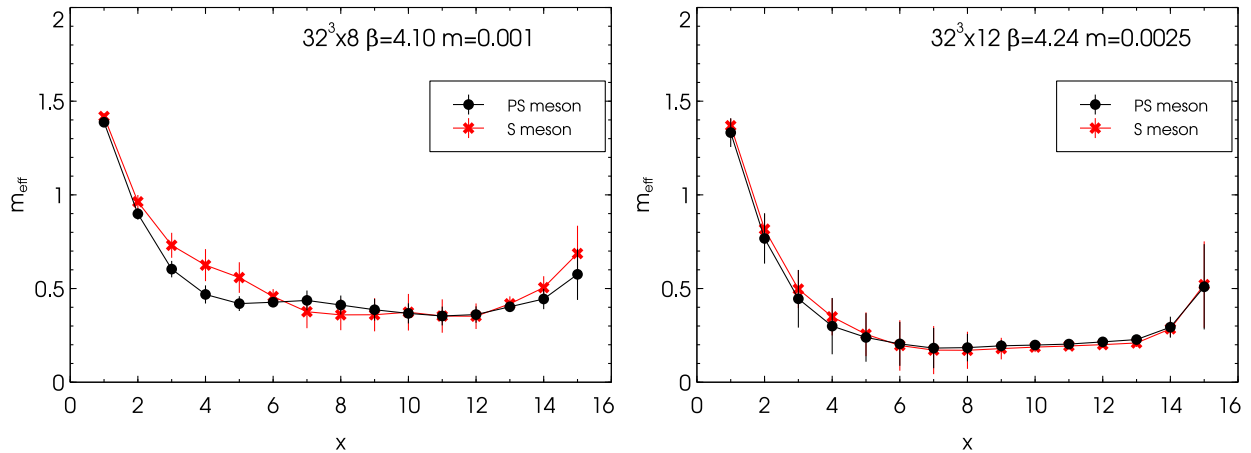 32³x8 β=4.10 m=0.001
PS meson
S meson
2
1.5
1
0.5
0
m_eff
0 2 4 6 8 10 12 14 16
x
32³x12 β=4.24 m=0.0025
PS meson
S meson
2
1.5
1
0.5
0
m_eff
0 2 4 6 8 10 12 14 16
x